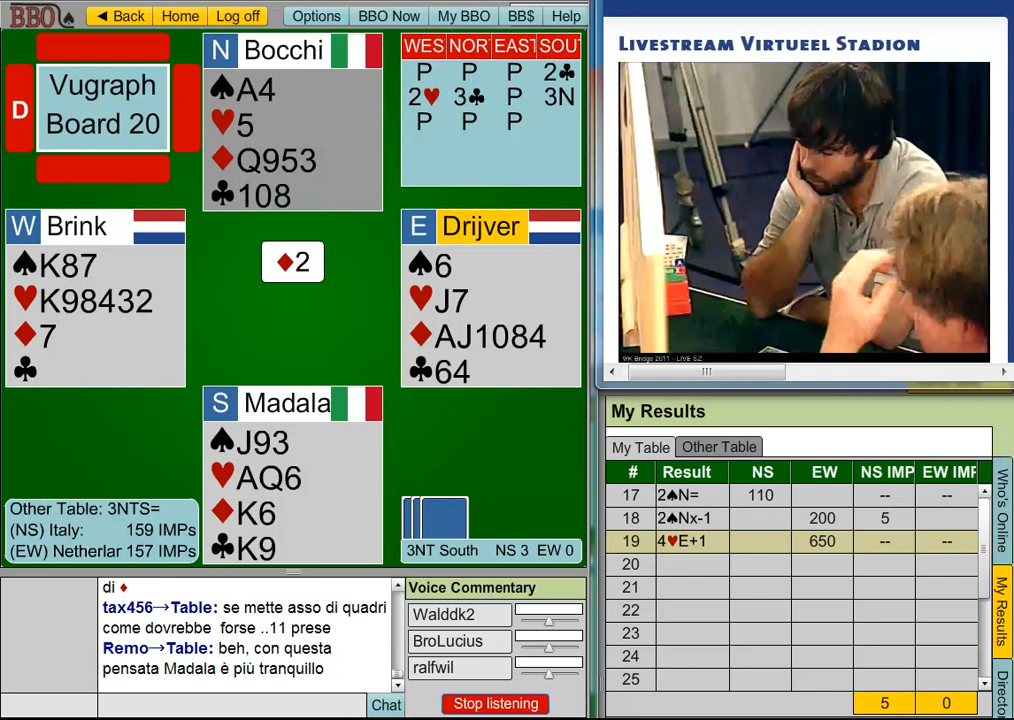 BBO ◄ Back Home Log off Options BBO Now My BBO BB$ Help
D
Vugraph
Board 20
N Bocchi
♠A4
♥5
♦Q953
♣108
WES NOR EAST SOU
P P P 2♣
2♥ 3♣ P 3N
P P P
W Brink
♠K87
♥K98432
♦7
♣
♦2
E Drijver
♠6
♥J7
♦AJ1084
♣64
S Madala
♠J93
♥AQ6
♦K6
♣K9
Other Table: 3NTS=
(NS) Italy: 159 IMPs
(EW) Netherlar 157 IMPs
3NT South NS 3 EW 0
di ♦
tax456→Table: se mette asso di quadri
come dovrebbe forse ..11 prese
Remo→Table: beh, con questa
pensata Madala è più tranquillo
Chat
Voice Commentary
Walddk2
BroLucius
ralfwil
Stop listening
Livestream Virtueel Stadion
WK Bridge 2011 - LIVE SZ
My Results
My Table Other Table
# Result NS EW NS IMP EW IMF
17 2♠N= 110 -- --
18 2♠Nx-1 200 5 --
19 4♥E+1 650 -- --
20
21
22
23
24
25
5 0
Who's Online
My Results
Director